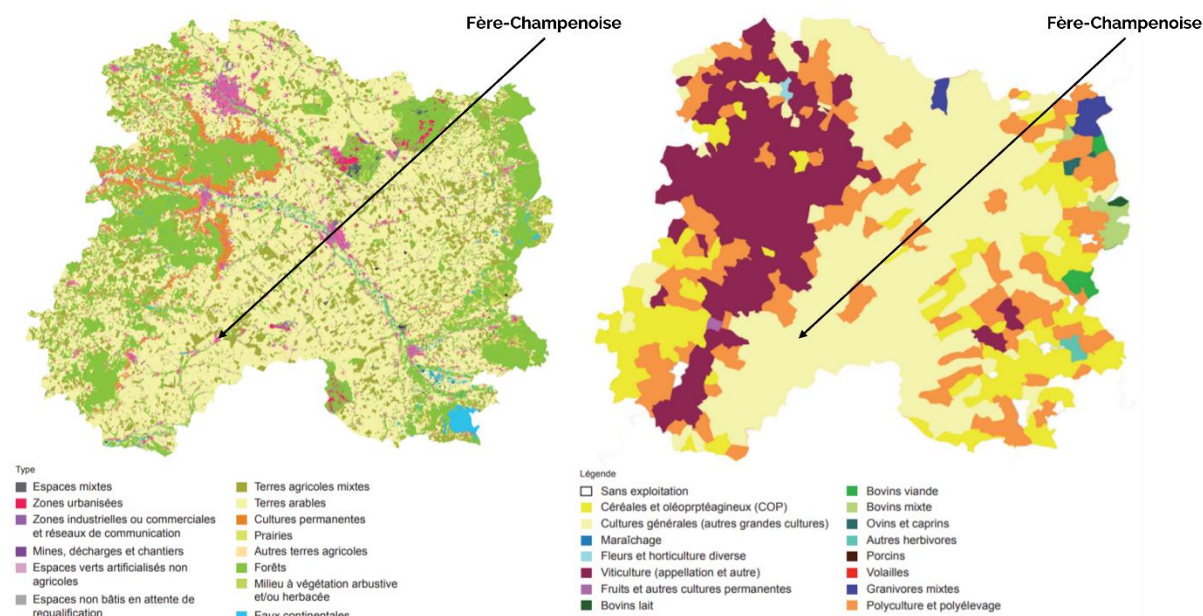 Fère-Champenoise
Fère-Champenoise
Type
Espaces mixtes
Zones urbanisées
Zones industrielles ou commerciales
et réseaux de communication
Mines, décharges et chantiers
Espaces verts artificialisés non
agricoles
Espaces non bâtis en attente de
requalification
Terres agricoles mixtes
Terres arables
Cultures permanentes
Prairies
Autres terres agricoles
Forêts
Milieu à végétation arbustive
et/ou herbacée
Eaux continentales
Légende
Sans exploitation
Céréales et oléoprptéagineux (COP)
Cultures générales (autres grandes cultures)
Maraîchage
Fleurs et horticulture diverse
Viticulture (appellation et autre)
Fruits et autres cultures permanentes
Bovins lait
Bovins viande
Bovins mixte
Ovins et caprins
Autres herbivores
Porcins
Volailles
Granivores mixtes
Polyculture et polyélevage